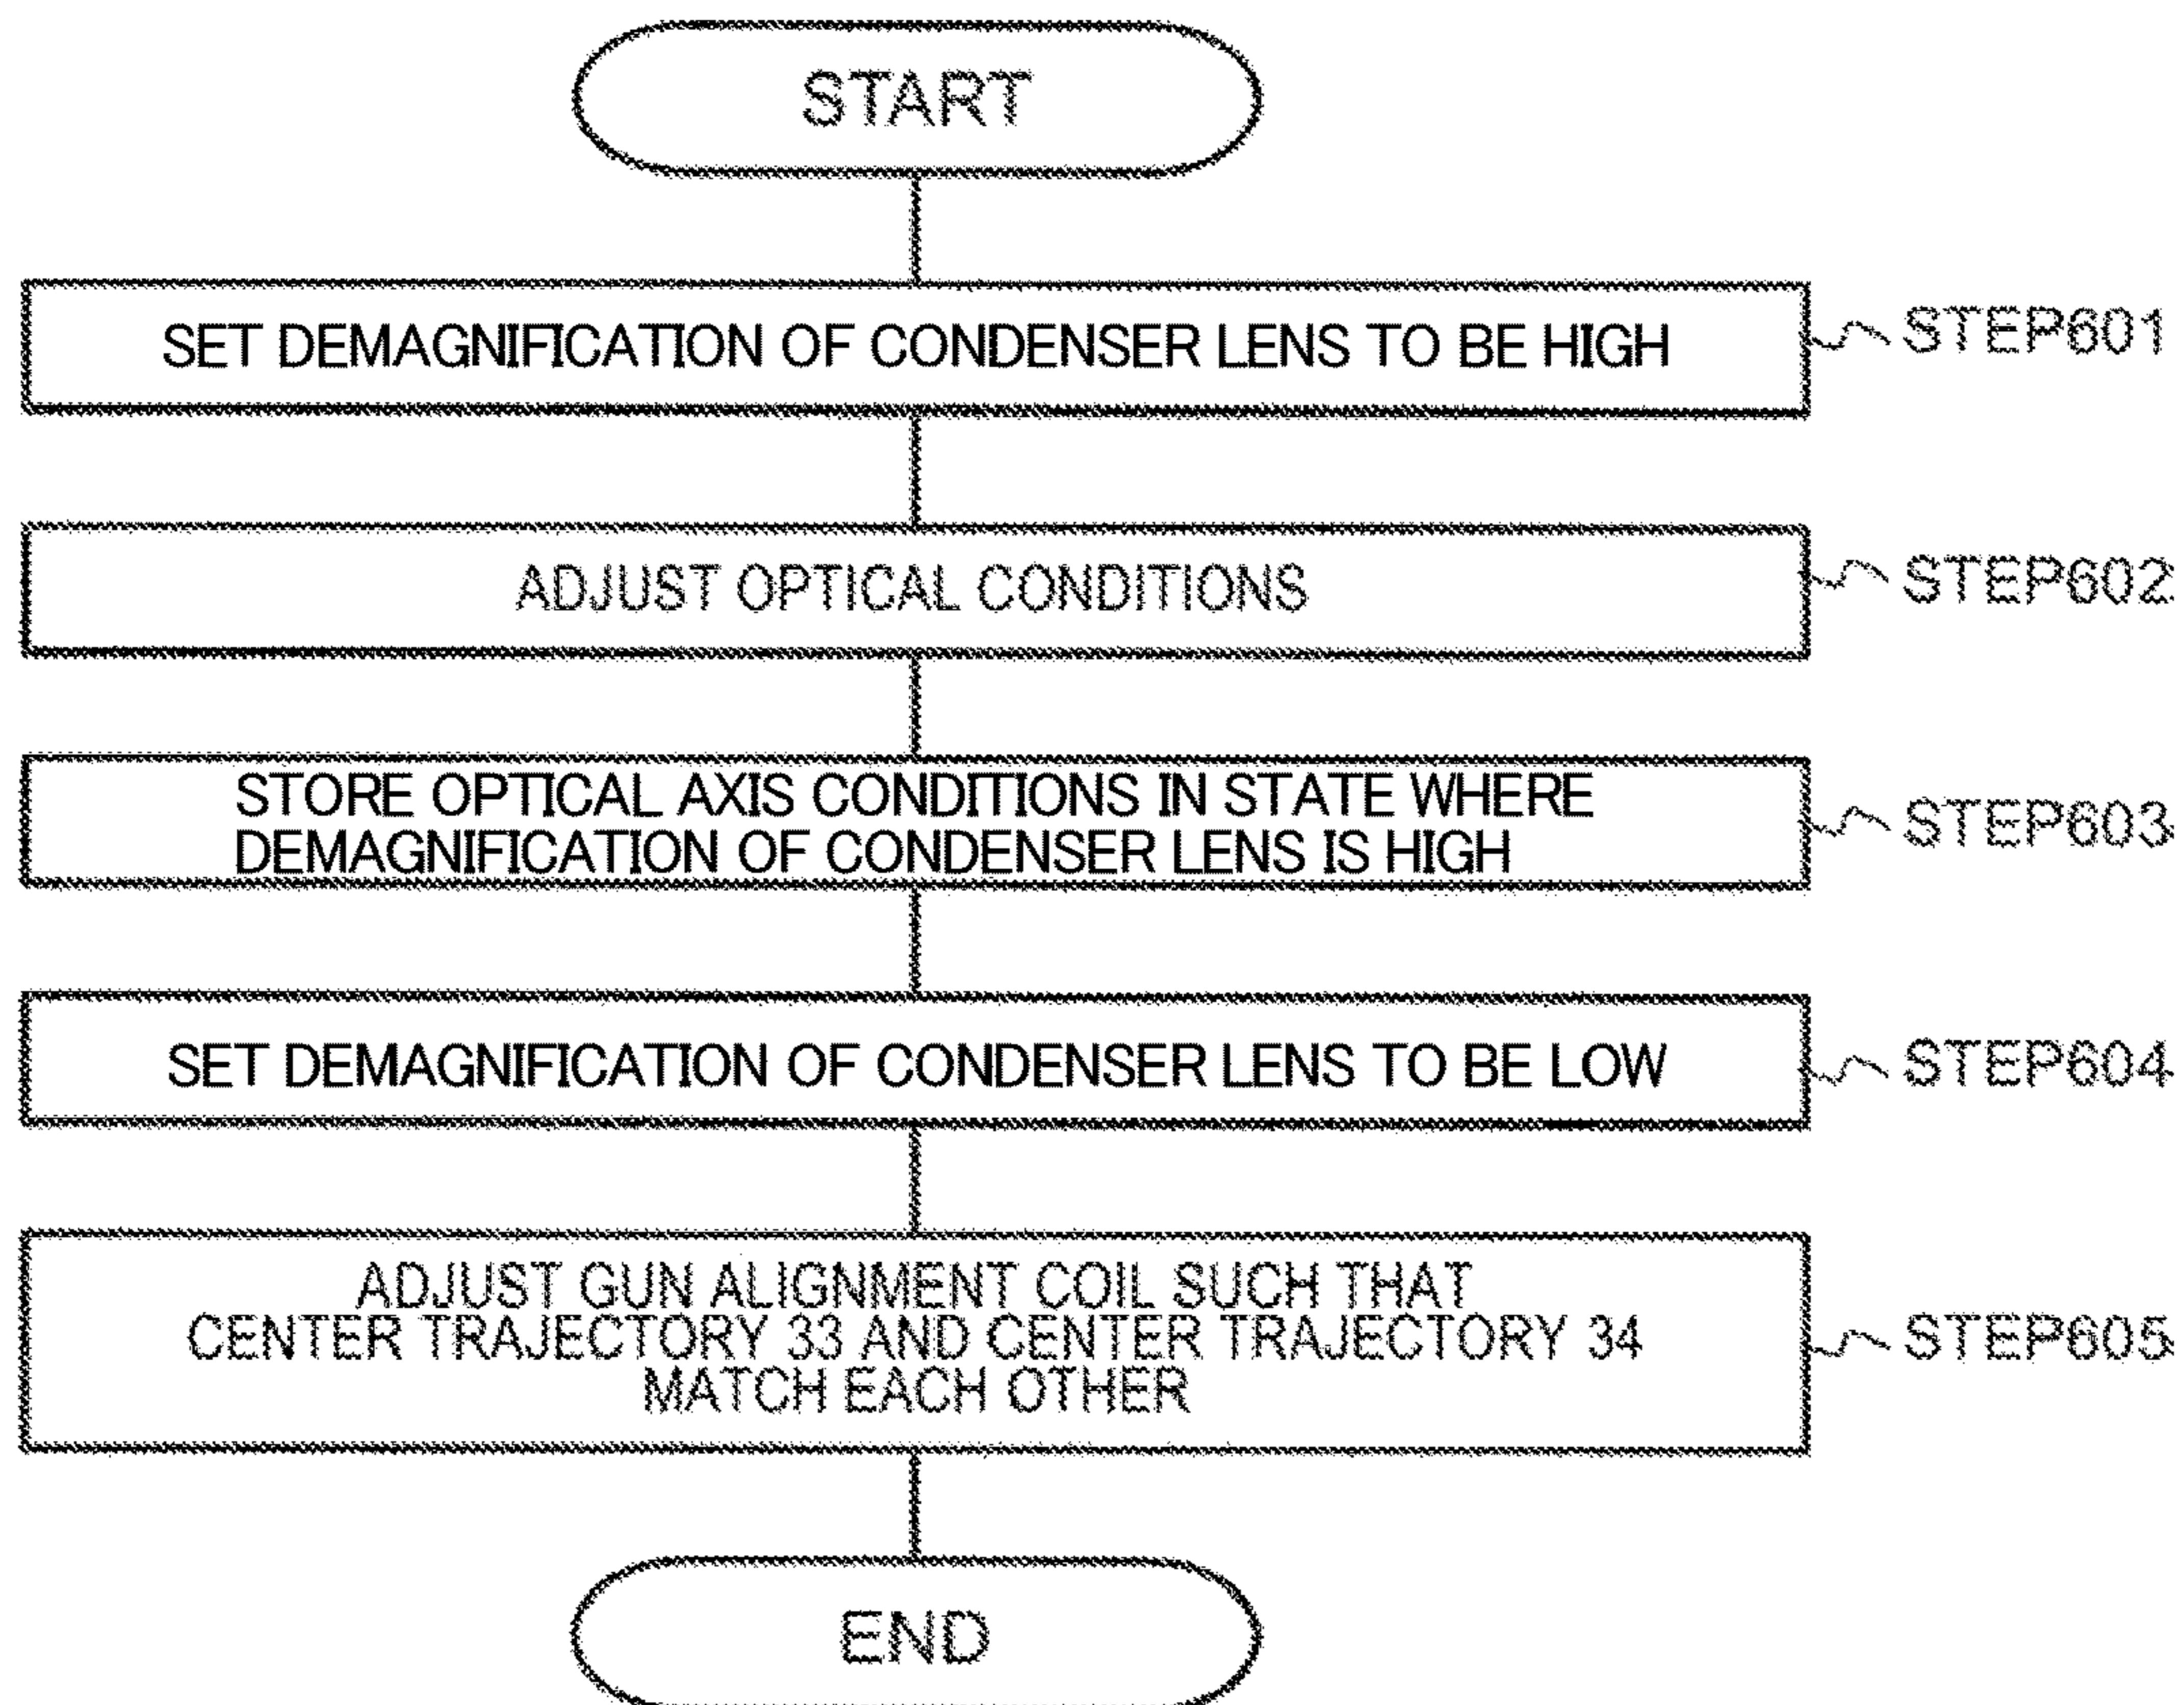 START
SET DEMAGNIFICATION OF CONDENSER LENS TO BE HIGH
STEP601
ADJUST OPTICAL CONDITIONS
STEP602
STORE OPTICAL AXIS CONDITIONS IN STATE WHERE
DEMAGNIFICATION OF CONDENSER LENS IS HIGH
STEP603
SET DEMAGNIFICATION OF CONDENSER LENS TO BE LOW
STEP604
ADJUST GUN ALIGNMENT COIL SUCH THAT
CENTER TRAJECTORY 33 AND CENTER TRAJECTORY 34
MATCH EACH OTHER
STEP605
END